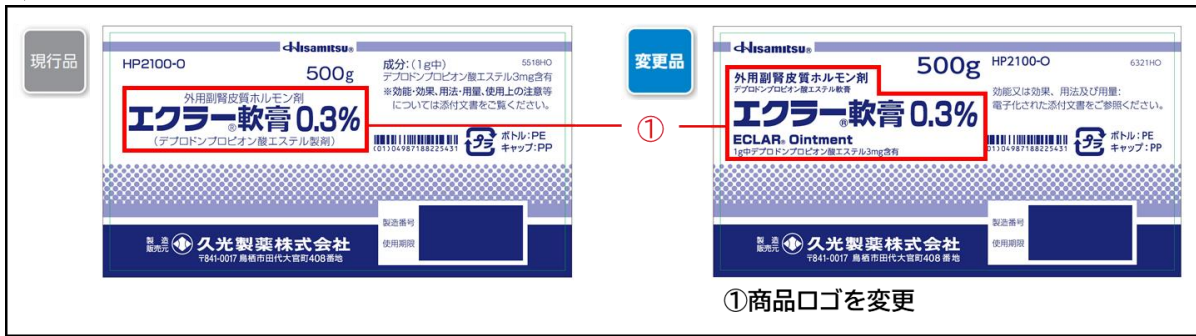 現行品
Hisamitsu®
HP2100-O
500g
外用副腎皮質ホルモン剤
エクラー®軟膏0.3%
(デプロドンプロピオン酸エステル製剤)
成分:(1g中)
5518HO
デプロドンプロピオン酸エステル3mg含有
※効能・効果、用法・用量、使用上の注意等
については添付文書をご覧ください。
(01)04987188225431
プラ
ボトル:PE
キャップ:PP
製造番号
使用期限
製造
販売元
久光製薬株式会社
〒841-0017 鳥栖市田代大官町408番地
①
変更品
Hisamitsu®
500g
HP2100-O
6321HO
外用副腎皮質ホルモン剤
デプロドンプロピオン酸エステル軟膏
エクラー®軟膏0.3%
ECLAR® Ointment
1g中デプロドンプロピオン酸エステル3mg含有
効能又は効果、用法及び用量:
電子化された添付文書をご参照ください。
(01)04987188225431
プラ
ボトル:PE
キャップ:PP
製造番号
使用期限
製造
販売元
久光製薬株式会社
〒841-0017 鳥栖市田代大官町408番地
①商品ロゴを変更